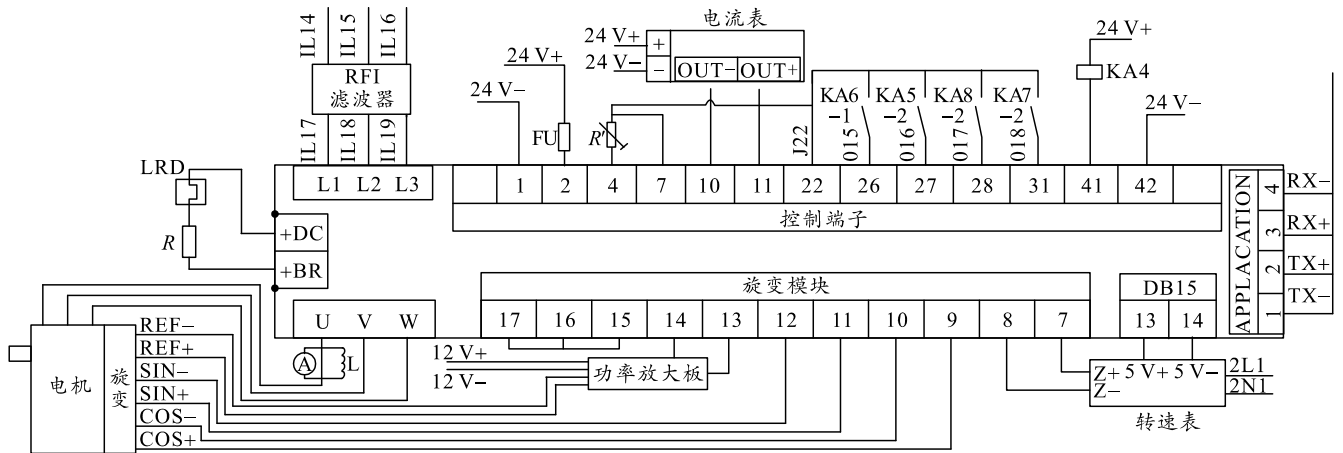 IL14 IL15 IL16
RFI
滤波器
IL17 IL18 IL19
24 V−
24 V+
FU
24 V+
24 V−
电流表
+
−
OUT− OUT+
R′
J22
KA6
−1
015
KA5
−2
016
KA8
−2
017
KA7
−2
018
24 V+
KA4
24 V−
LRD
R
L1 L2 L3
1 2 4 7 10 11 22 26 27 28 31 41 42
控制端子
+DC
+BR
APPLACATION
4 RX−
3 RX+
2 TX+
1 TX−
U V W
旋变模块
17 16 15 14 13 12 11 10 9 8 7
DB15
13 14
A L
12 V+
12 V−
功率放大板
Z+ 5 V+ 5 V−
Z−
2L1
2N1
转速表
电机
旋变
REF−
REF+
SIN−
SIN+
COS−
COS+